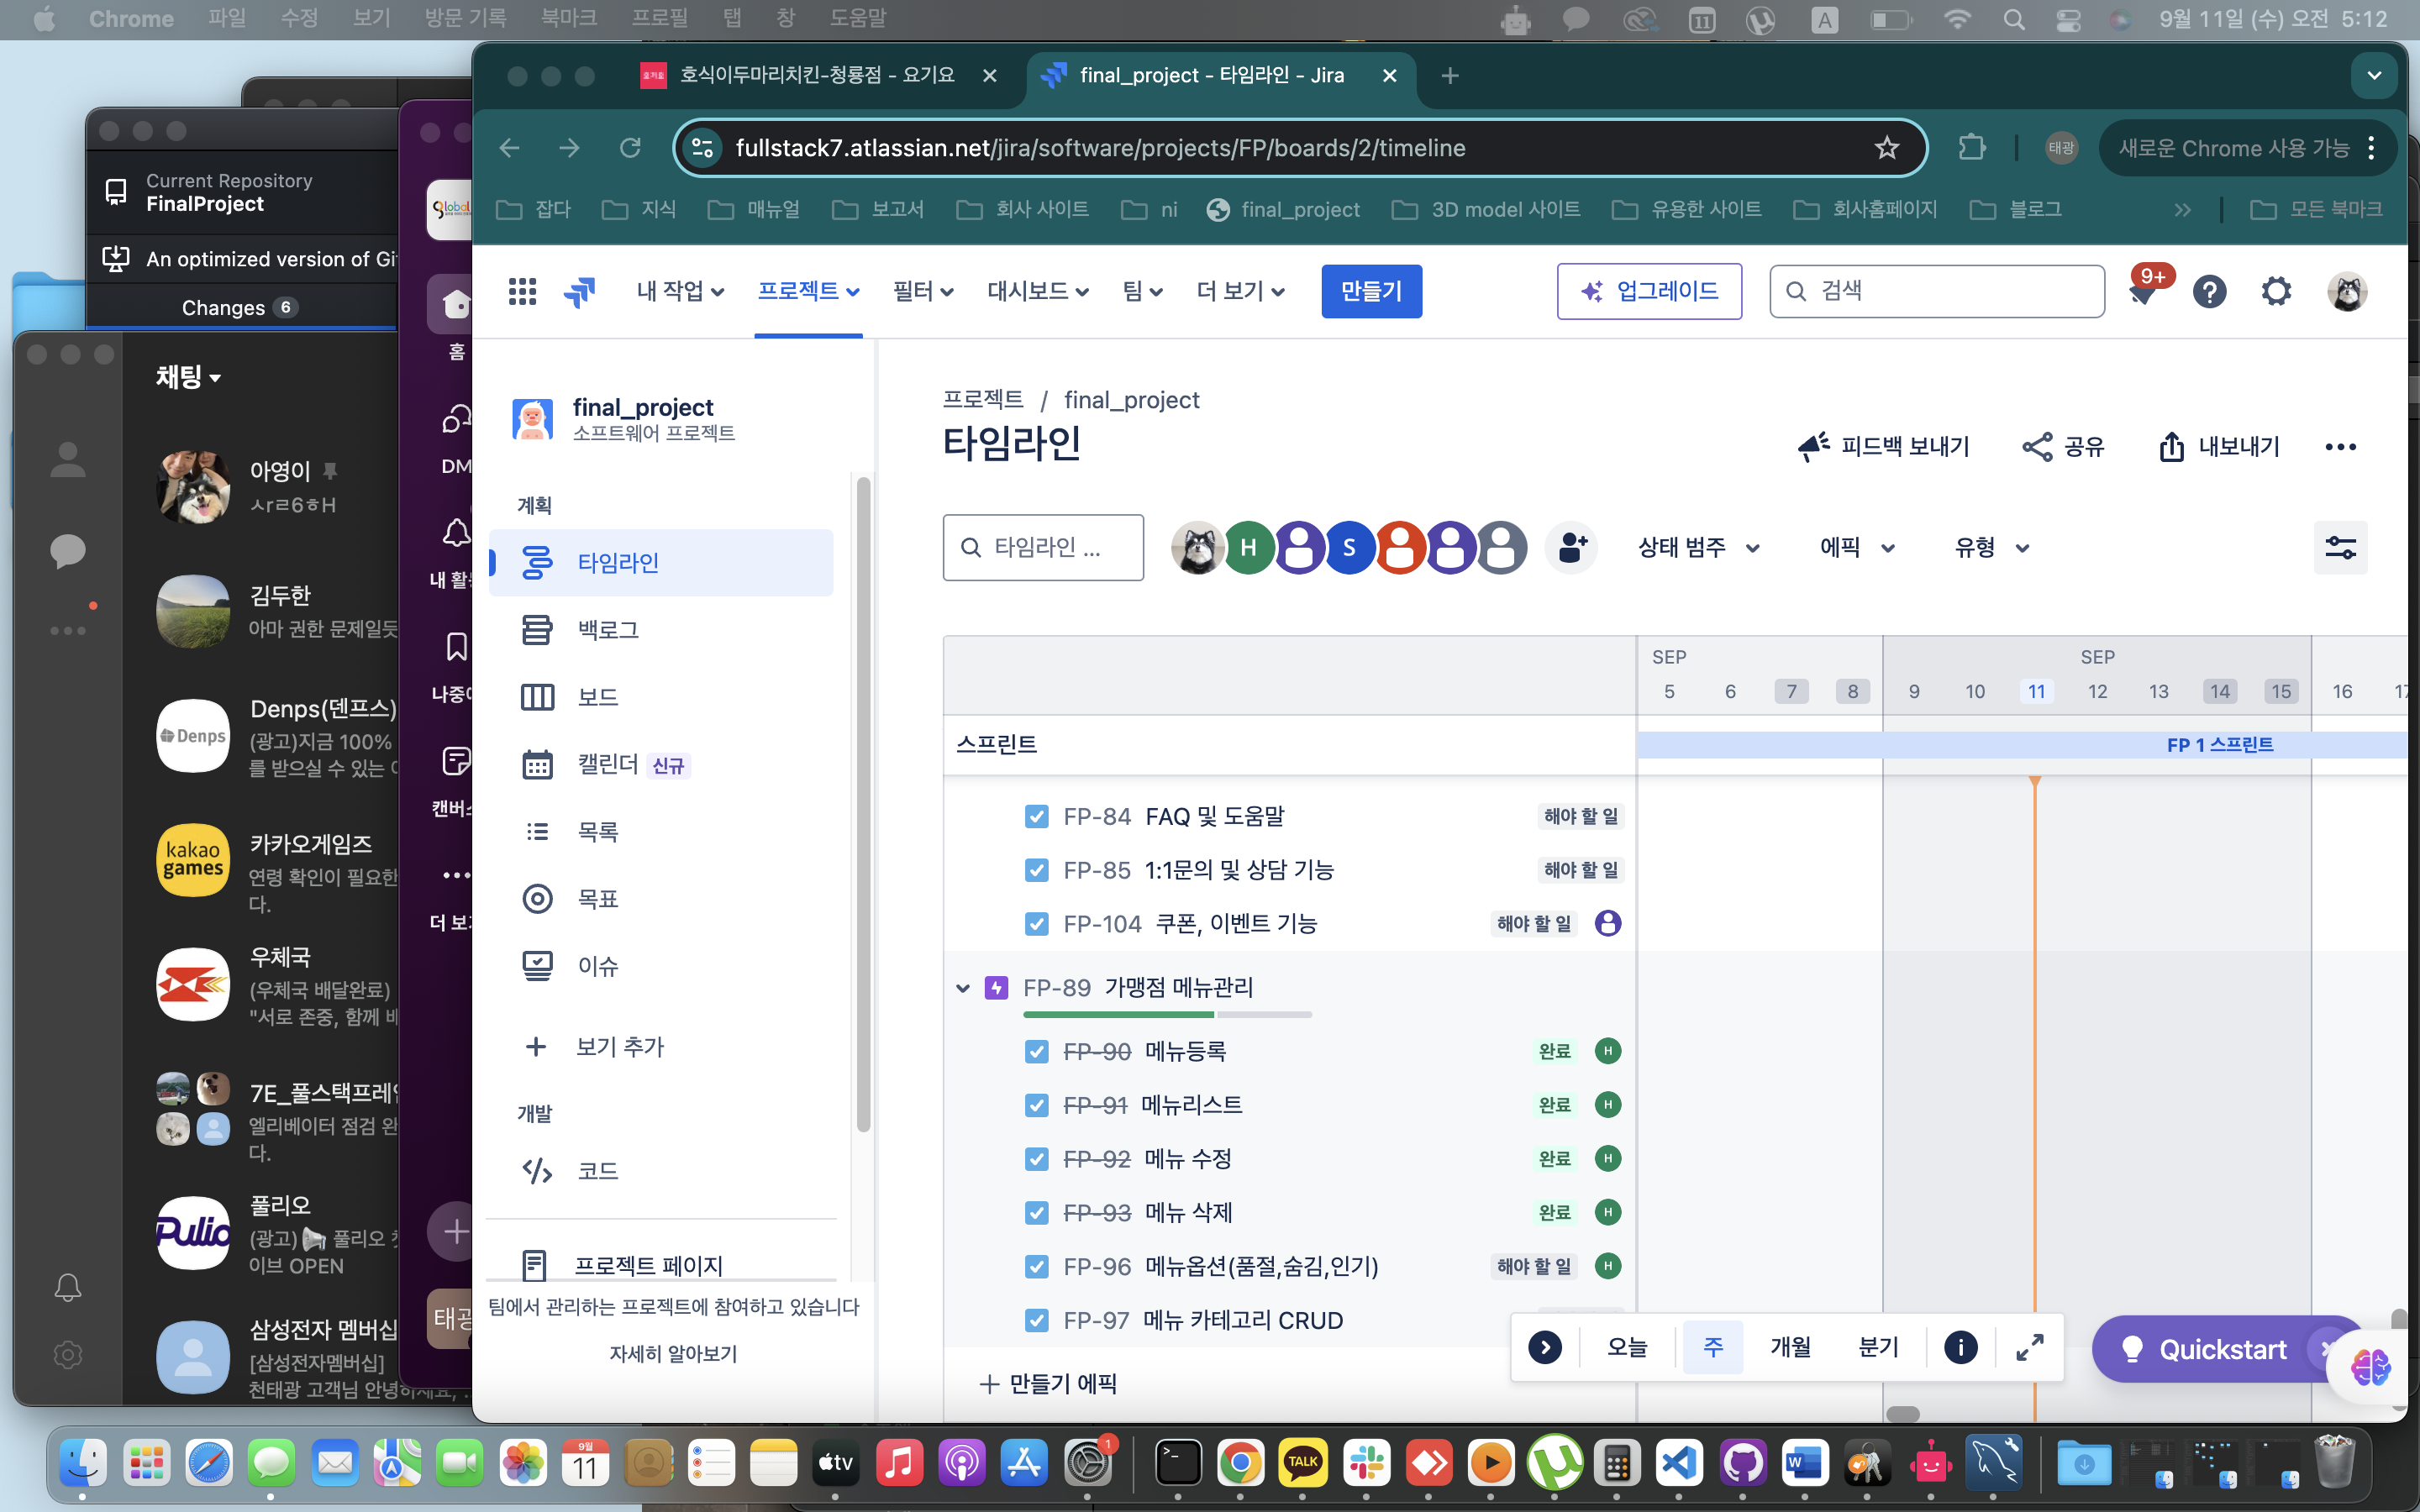 Chrome 파일 수정 보기 방문 기록 북마크 프로필 탭 창 도움말
11 A 9월 11일 (수) 오전 5:12
호식이두마리치킨-청룡점 - 요기요
final_project - 타임라인 - Jira
fullstack7.atlassian.net/jira/software/projects/FP/boards/2/timeline
태광 새로운 Chrome 사용 가능
잡다 지식 매뉴얼 보고서 회사 사이트 ni final_project 3D model 사이트 유용한 사이트 회사홈페이지 블로그 모든 북마크
Current Repository
FinalProject
An optimized version of Gi
Changes 6
채팅
아영이
ㅅrㄹ6ㅎH
김두한
아마 권한 문제일듯
Denps
Denps(덴프스)
(광고)지금 100%
를 받으실 수 있는
kakao games
카카오게임즈
연령 확인이 필요한
다.
우체국
(우체국 배달완료)
"서로 존중, 함께 배
7E_풀스택프레임
엘리베이터 점검 완
다.
Pulio
풀리오
(광고) 풀리오
이브 OPEN
삼성전자 멤버십
[삼성전자멤버십]
천태광 고객님 안녕하세요,
Global
홈
DM
내 활동
나중에
캔버스
더 보기
태광
내 작업 프로젝트 필터 대시보드 팀 더 보기 만들기 업그레이드 검색 9+
final_project
소프트웨어 프로젝트
계획
타임라인
백로그
보드
캘린더 신규
목록
목표
이슈
보기 추가
개발
코드
프로젝트 페이지
팀에서 관리하는 프로젝트에 참여하고 있습니다
자세히 알아보기
프로젝트 / final_project
타임라인
피드백 보내기 공유 내보내기
타임라인 ... H S 상태 범주 에픽 유형
SEP SEP
5 6 7 8 9 10 11 12 13 14 15 16 17
스프린트 FP 1 스프린트
FP-84 FAQ 및 도움말 해야 할 일
FP-85 1:1문의 및 상담 기능 해야 할 일
FP-104 쿠폰, 이벤트 기능 해야 할 일
FP-89 가맹점 메뉴관리
FP-90 메뉴등록 완료 H
FP-91 메뉴리스트 완료 H
FP-92 메뉴 수정 완료 H
FP-93 메뉴 삭제 완료 H
FP-96 메뉴옵션(품절,숨김,인기) 해야 할 일 H
FP-97 메뉴 카테고리 CRUD
만들기 에픽
오늘 주 개월 분기
Quickstart
9월 11 tv 1 TALK W